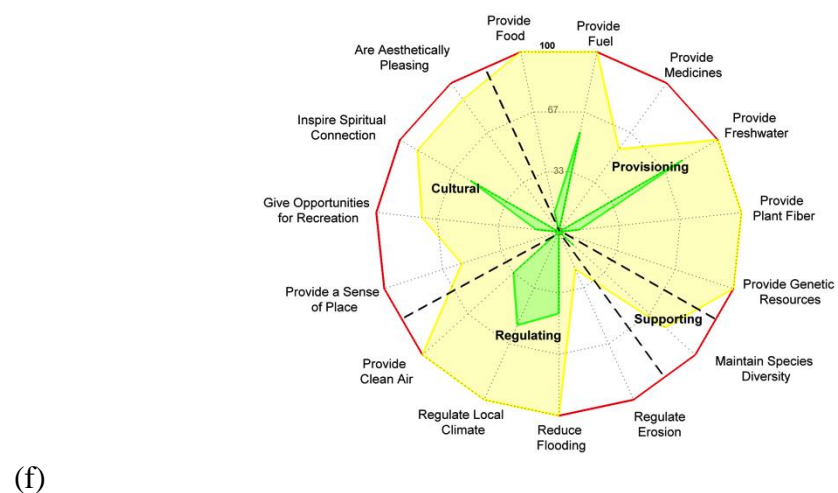 Provide
Food
Provide
Fuel
Are Aesthetically
Pleasing
100
Provide
Medicines
Inspire Spiritual
Connection
67
Provide
Freshwater
33
Provisioning
Cultural
Give Opportunities
for Recreation
Provide
Plant Fiber
Provide a Sense
of Place
Provide Genetic
Resources
Supporting
Regulating
Provide
Clean Air
Maintain Species
Diversity
Regulate Local
Climate
Reduce
Flooding
Regulate
Erosion
(f)